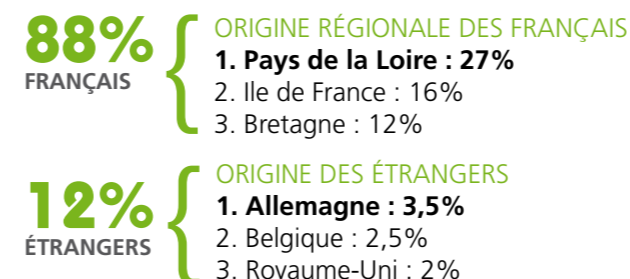 88%
FRANÇAIS
ORIGINE RÉGIONALE DES FRANÇAIS
1. Pays de la Loire : 27%
2. Ile de France : 16%
3. Bretagne : 12%
12%
ÉTRANGERS
ORIGINE DES ÉTRANGERS
1. Allemagne : 3,5%
2. Belgique : 2,5%
3. Royaume-Uni : 2%